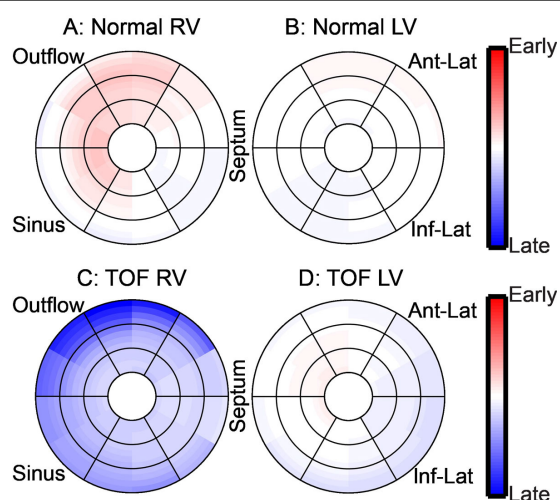 A: Normal RV
B: Normal LV
Outflow
Ant-Lat
Early
Septum
Sinus
Inf-Lat
Late
C: TOF RV
D: TOF LV
Outflow
Ant-Lat
Early
Septum
Sinus
Inf-Lat
Late